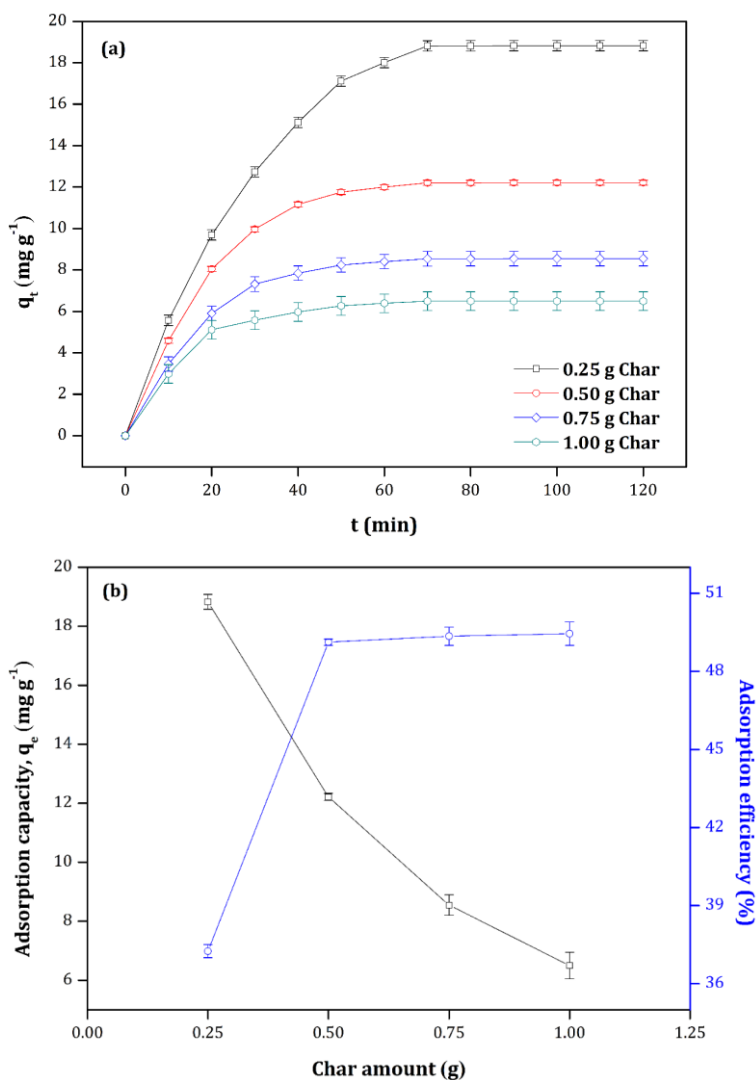 (a)
20
18
16
14
12
10
8
6
4
2
0
q_t (mg g⁻¹)
0.25 g Char
0.50 g Char
0.75 g Char
1.00 g Char
0 20 40 60 80 100 120
t (min)
(b)
20
18
16
14
12
10
8
6
Adsorption capacity, q_e (mg g⁻¹)
51
48
45
42
39
36
Adsorption efficiency (%)
0.00 0.25 0.50 0.75 1.00 1.25
Char amount (g)